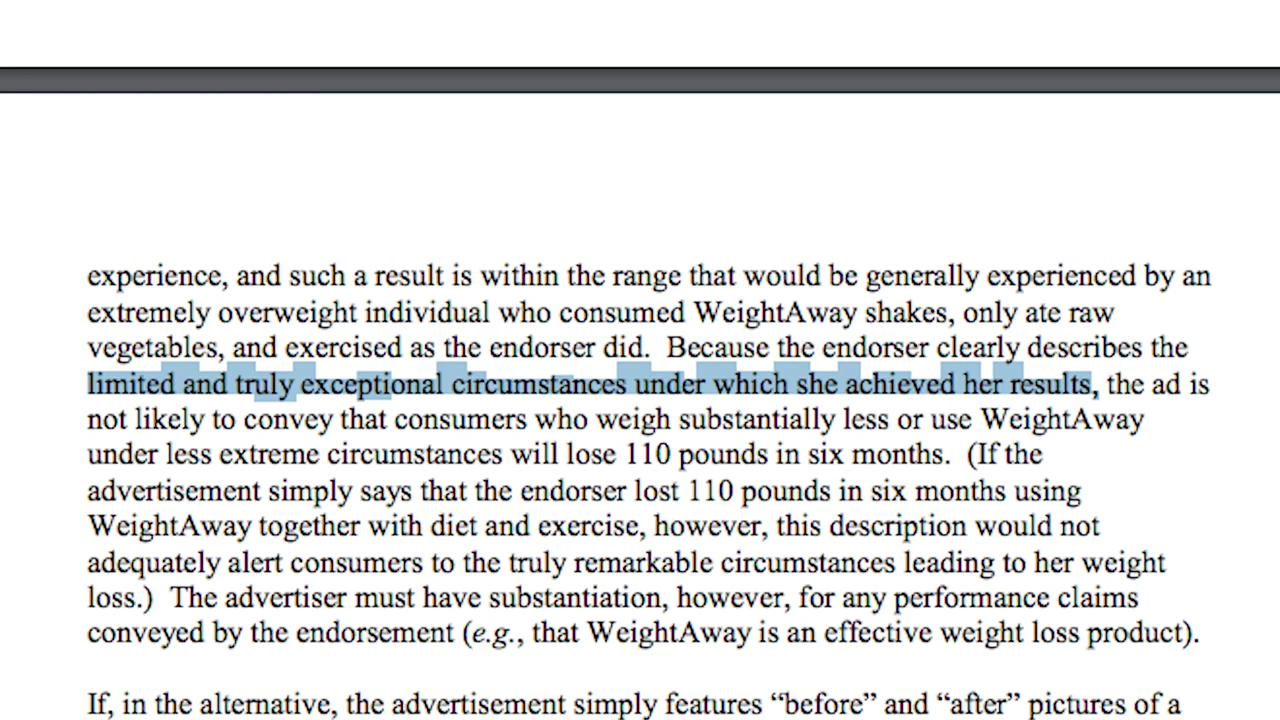 experience, and such a result is within the range that would be generally experienced by an
extremely overweight individual who consumed WeightAway shakes, only ate raw
vegetables, and exercised as the endorser did.  Because the endorser clearly describes the
limited and truly exceptional circumstances under which she achieved her results, the ad is
not likely to convey that consumers who weigh substantially less or use WeightAway
under less extreme circumstances will lose 110 pounds in six months.  (If the
advertisement simply says that the endorser lost 110 pounds in six months using
WeightAway together with diet and exercise, however, this description would not
adequately alert consumers to the truly remarkable circumstances leading to her weight
loss.)  The advertiser must have substantiation, however, for any performance claims
conveyed by the endorsement (e.g., that WeightAway is an effective weight loss product).
If, in the alternative, the advertisement simply features “before” and “after” pictures of a